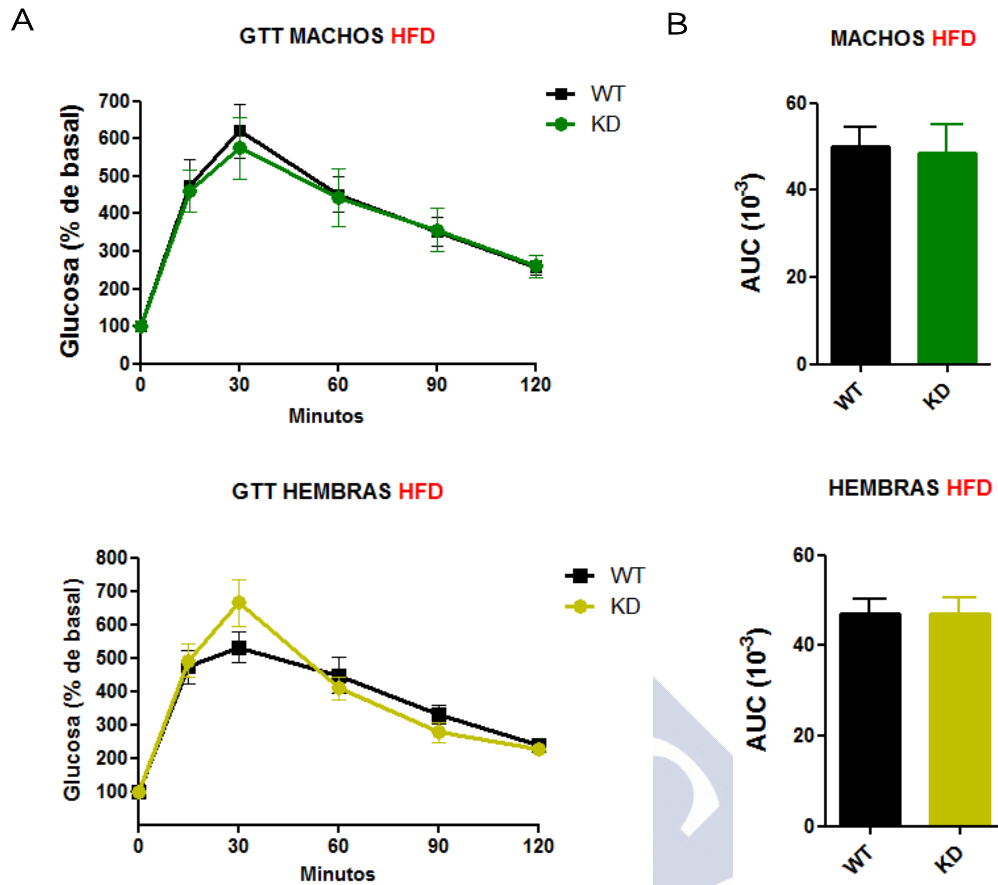 A
GTT MACHOS HFD
Glucosa (% de basal)
700
600
500
400
300
200
100
0
0 30 60 90 120
Minutos
WT
KD
B
MACHOS HFD
AUC (10-3)
60
40
20
0
WT KD
GTT HEMBRAS HFD
Glucosa (% de basal)
800
700
600
500
400
300
200
100
0 30 60 90 120
Minutos
WT
KD
HEMBRAS HFD
AUC (10-3)
60
40
20
0
WT KD